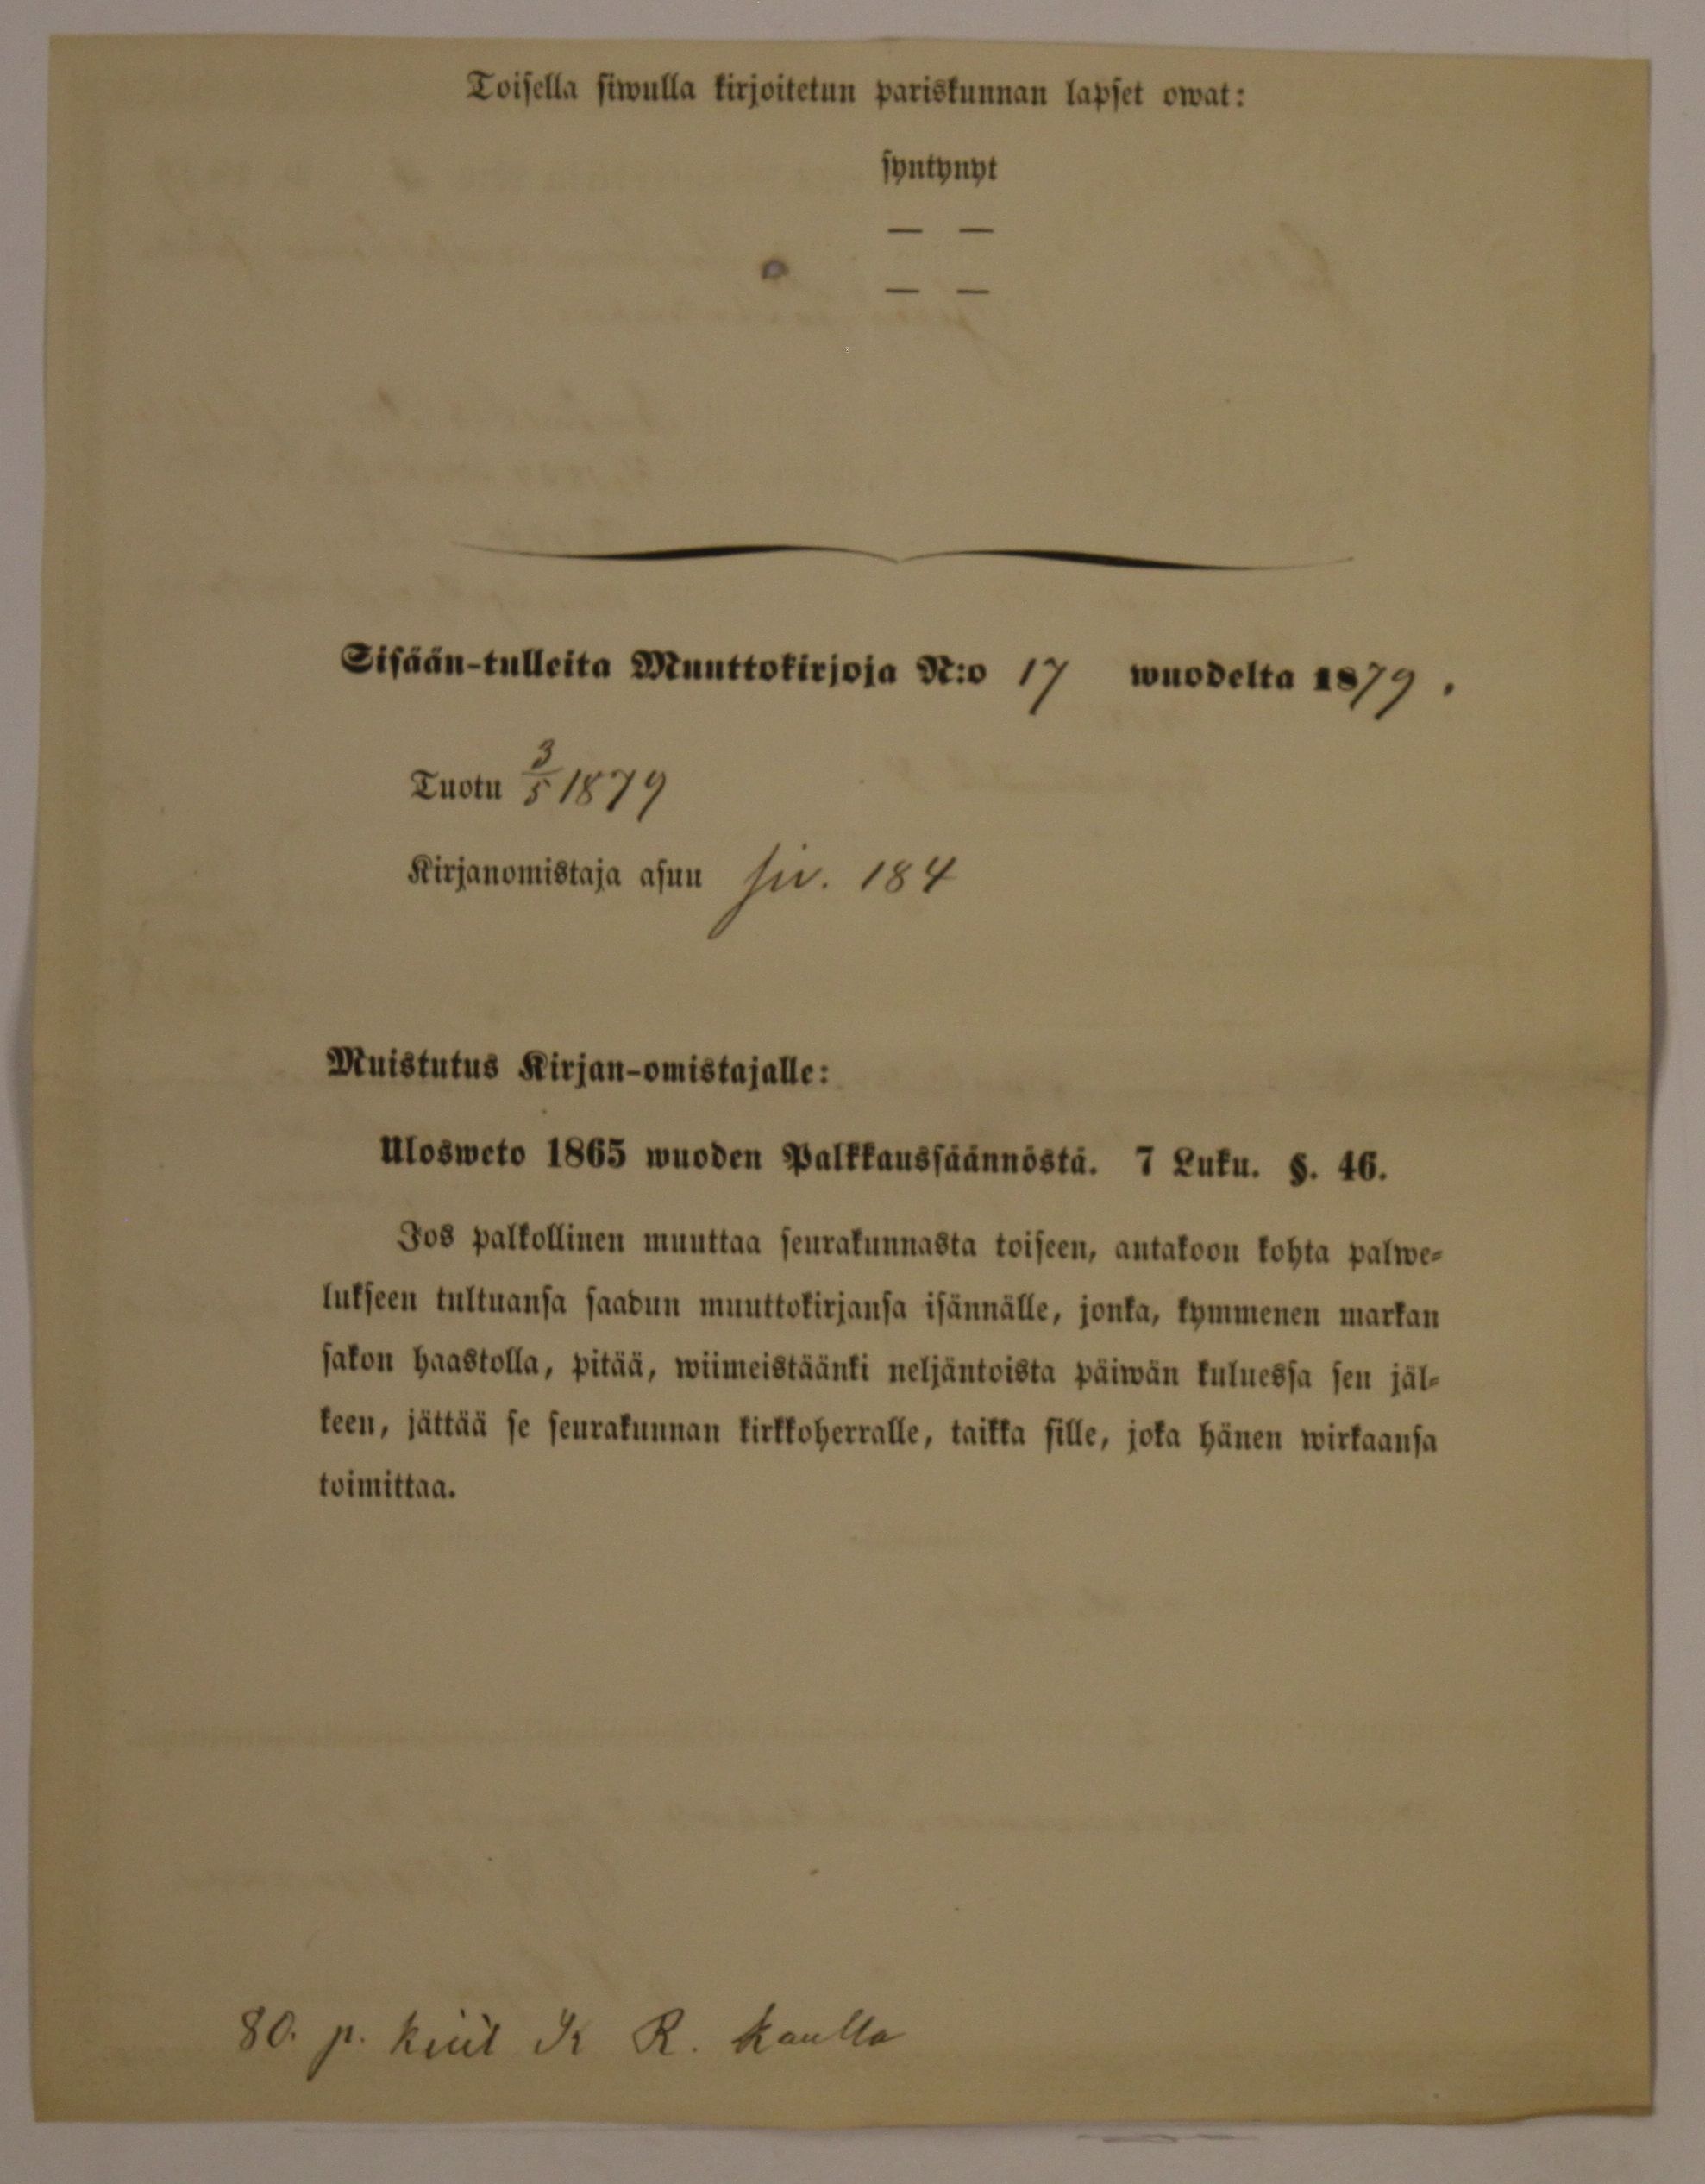 Toisella siwulla kirjoitetun pariskunnan lapset owat:
syntynyt
— —
— —
Sisään-tulleita Muuttokirjoja N:o 17 wuodelta 1879.
Tuotu 3/5 1879
Kirjanomistaja asuu siv. 184
Muistutus Kirjan-omistajalle:
Ulosweto 1865 wuoden Palkkaussäännöstä. 7 Luku. §. 46.
Jos palkollinen muuttaa seurakunnasta toiseen, antakoon kohta palwe-
lukseen tultuansa saadun muuttokirjansa isännälle, jonka, kymmenen markan
sakon haastolla, pitää, wiimeistäänki neljäntoista päiwän kuluessa sen jäl-
keen, jättää se seurakunnan kirkkoherralle, taikka sille, joka hänen wirkaansa
toimittaa.
80. p. K R.